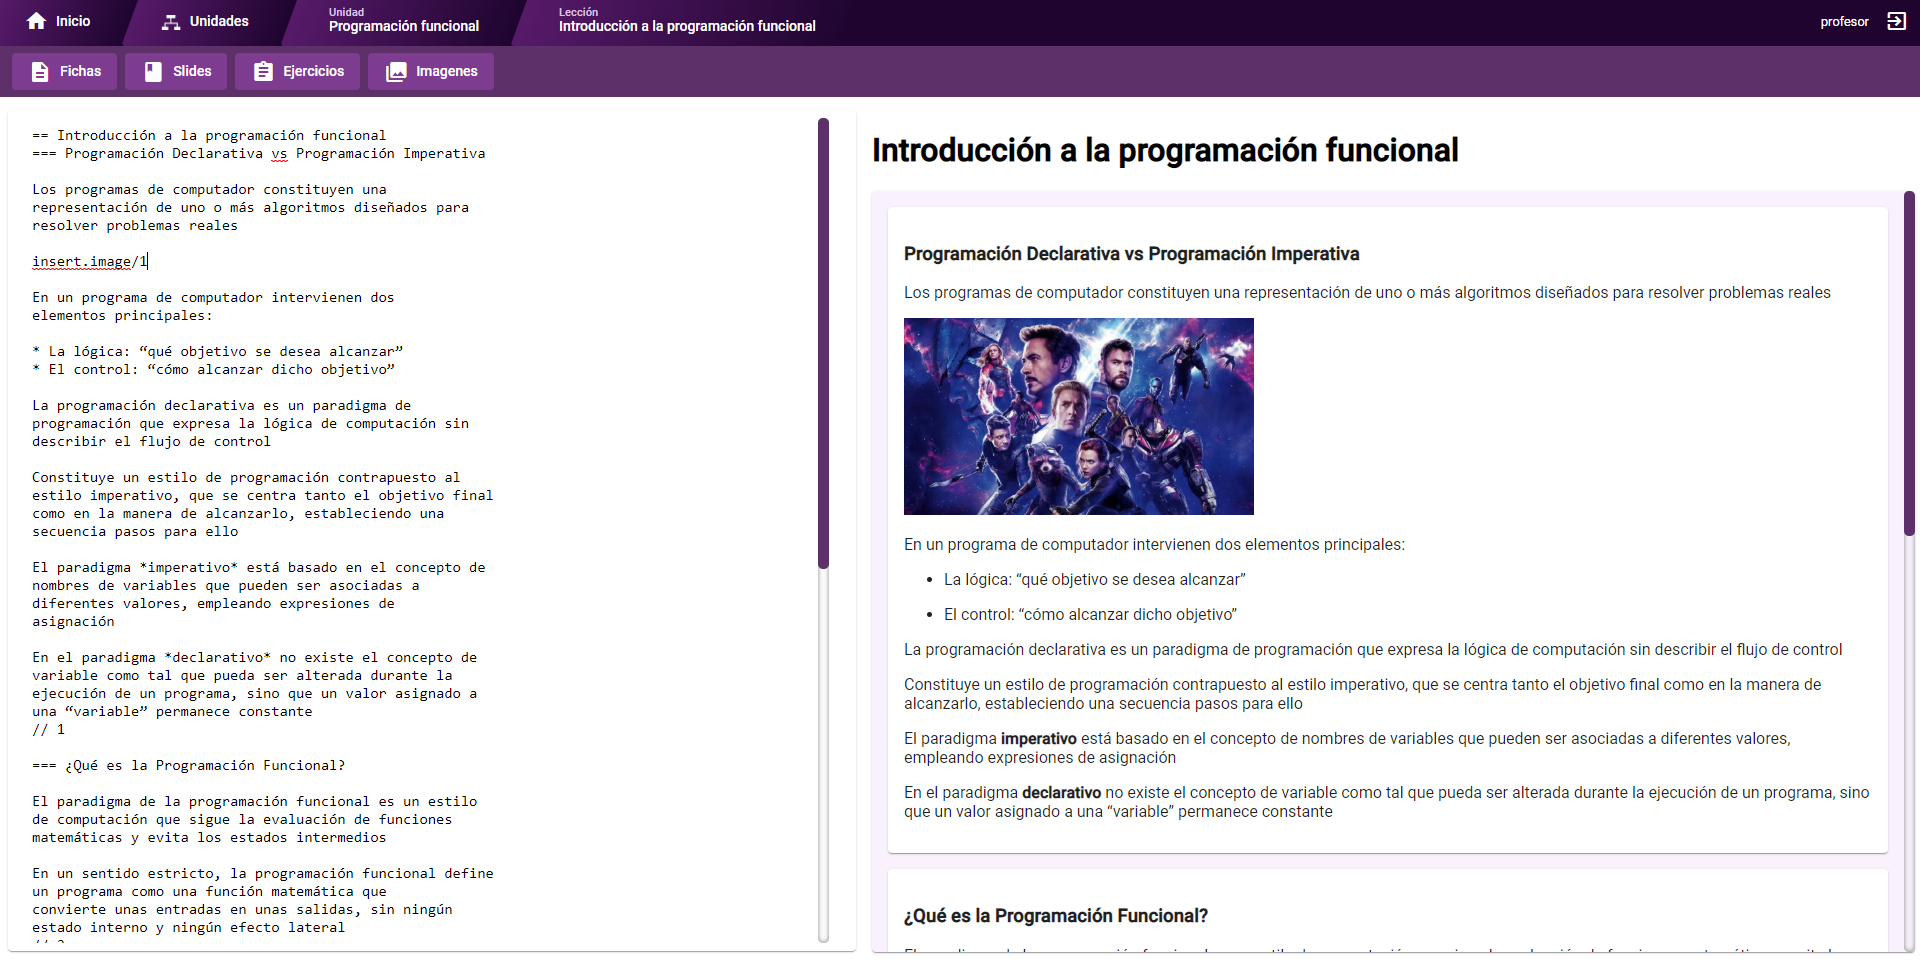 Inicio
Unidades
Unidad
Programación funcional
Lección
Introducción a la programación funcional
profesor
Fichas
Slides
Ejercicios
Imagenes
== Introducción a la programación funcional
=== Programación Declarativa vs Programación Imperativa
Los programas de computador constituyen una
representación de uno o más algoritmos diseñados para
resolver problemas reales
insert.image/1
En un programa de computador intervienen dos
elementos principales:
* La lógica: “qué objetivo se desea alcanzar”
* El control: “cómo alcanzar dicho objetivo”
La programación declarativa es un paradigma de
programación que expresa la lógica de computación sin
describir el flujo de control
Constituye un estilo de programación contrapuesto al
estilo imperativo, que se centra tanto el objetivo final
como en la manera de alcanzarlo, estableciendo una
secuencia pasos para ello
El paradigma *imperativo* está basado en el concepto de
nombres de variables que pueden ser asociadas a
diferentes valores, empleando expresiones de
asignación
En el paradigma *declarativo* no existe el concepto de
variable como tal que pueda ser alterada durante la
ejecución de un programa, sino que un valor asignado a
una “variable” permanece constante
// 1
=== ¿Qué es la Programación Funcional?
El paradigma de la programación funcional es un estilo
de computación que sigue la evaluación de funciones
matemáticas y evita los estados intermedios
En un sentido estricto, la programación funcional define
un programa como una función matemática que
convierte unas entradas en unas salidas, sin ningún
estado interno y ningún efecto lateral
Introducción a la programación funcional
Programación Declarativa vs Programación Imperativa
Los programas de computador constituyen una representación de uno o más algoritmos diseñados para resolver problemas reales
En un programa de computador intervienen dos elementos principales:
• La lógica: “qué objetivo se desea alcanzar”
• El control: “cómo alcanzar dicho objetivo”
La programación declarativa es un paradigma de programación que expresa la lógica de computación sin describir el flujo de control
Constituye un estilo de programación contrapuesto al estilo imperativo, que se centra tanto el objetivo final como en la manera de
alcanzarlo, estableciendo una secuencia pasos para ello
El paradigma imperativo está basado en el concepto de nombres de variables que pueden ser asociadas a diferentes valores,
empleando expresiones de asignación
En el paradigma declarativo no existe el concepto de variable como tal que pueda ser alterada durante la ejecución de un programa, sino
que un valor asignado a una “variable” permanece constante
¿Qué es la Programación Funcional?